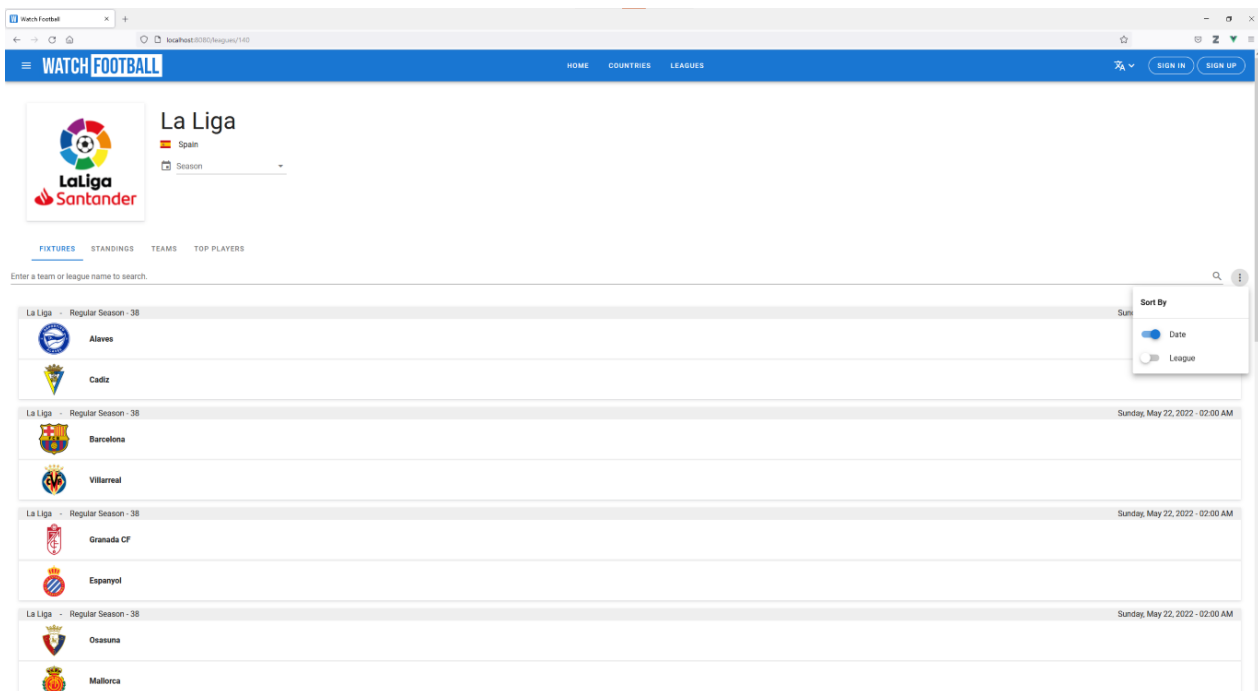 Watch Football
localhost:8080/leagues/140
WATCH FOOTBALL HOME COUNTRIES LEAGUES SIGN IN SIGN UP
La Liga
Spain
Season
LaLiga
Santander
FIXTURES STANDINGS TEAMS TOP PLAYERS
Enter a team or league name to search.
Sort By
Date
League
La Liga - Regular Season - 38
Alaves
Cadiz
La Liga - Regular Season - 38 Sunday, May 22, 2022 - 02:00 AM
Barcelona
Villarreal
La Liga - Regular Season - 38 Sunday, May 22, 2022 - 02:00 AM
Granada CF
Espanyol
La Liga - Regular Season - 38 Sunday, May 22, 2022 - 02:00 AM
Osasuna
Mallorca